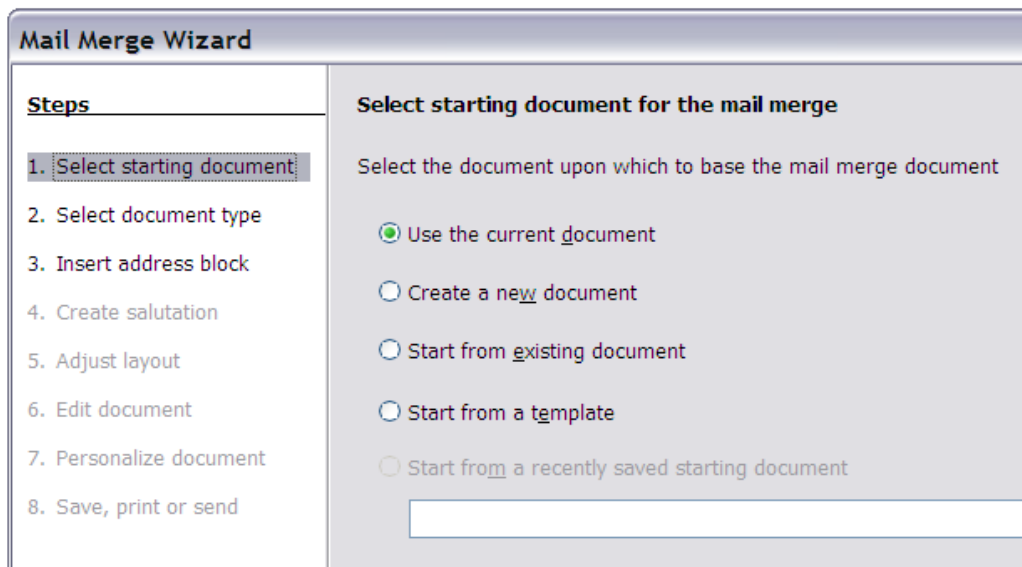 Mail Merge Wizard
Steps
1. Select starting document
2. Select document type
3. Insert address block
4. Create salutation
5. Adjust layout
6. Edit document
7. Personalize document
8. Save, print or send
Select starting document for the mail merge
Select the document upon which to base the mail merge document
Use the current document
Create a new document
Start from existing document
Start from a template
Start from a recently saved starting document